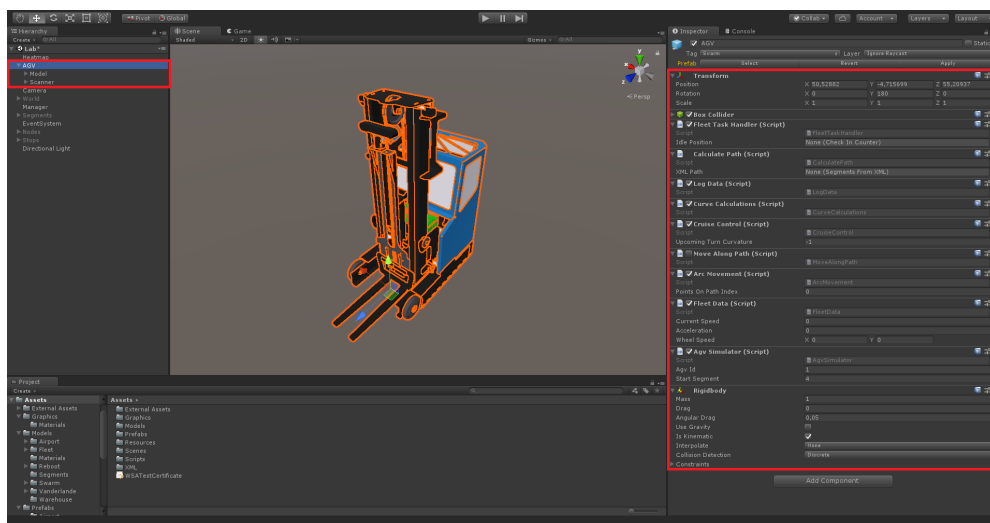 Pivot Global
Collab Account Layers Layout
Hierarchy
Create All
Lab*
Heatmap
AGV
Model
Scanner
Camera
World
Manager
Segments
EventSystem
Nodes
Stops
Directional Light
Scene Game
Shaded 2D Gizmos All
y
Persp
Project
Create
Assets
External Assets
Graphics
Materials
Models
Airport
Fleet
Materials
Reboot
Segments
Swarm
Vanderlande
Warehouse
Prefabs
Assets
External Assets
Graphics
Models
Prefabs
Resources
Scenes
Scripts
XML
WSATestCertificate
Inspector Console
AGV Static
Tag Swarm Layer Ignore Raycast
Prefab Select Revert Apply
Transform
Position X 50,52882 Y -4,715699 Z 55,20937
Rotation X 0 Y 180 Z 0
Scale X 1 Y 1 Z 1
Box Collider
Fleet Task Handler (Script)
Script FleetTaskHandler
Idle Position None (Check In Counter)
Calculate Path (Script)
Script CalculatePath
XML Path None (Segments From XML)
Log Data (Script)
Script LogData
Curve Calculations (Script)
Script CurveCalculations
Cruise Control (Script)
Script CruiseControl
Upcoming Turn Curvature -1
Move Along Path (Script)
Script MoveAlongPath
Arc Movement (Script)
Script ArcMovement
Points On Path Index 0
Fleet Data (Script)
Script FleetData
Current Speed 0
Acceleration 0
Wheel Speed X 0 Y 0
Agv Simulator (Script)
Script AgvSimulator
Agv Id 1
Start Segment 4
Rigidbody
Mass 1
Drag 0
Angular Drag 0,05
Use Gravity
Is Kinematic
Interpolate None
Collision Detection Discrete
Constraints
Add Component